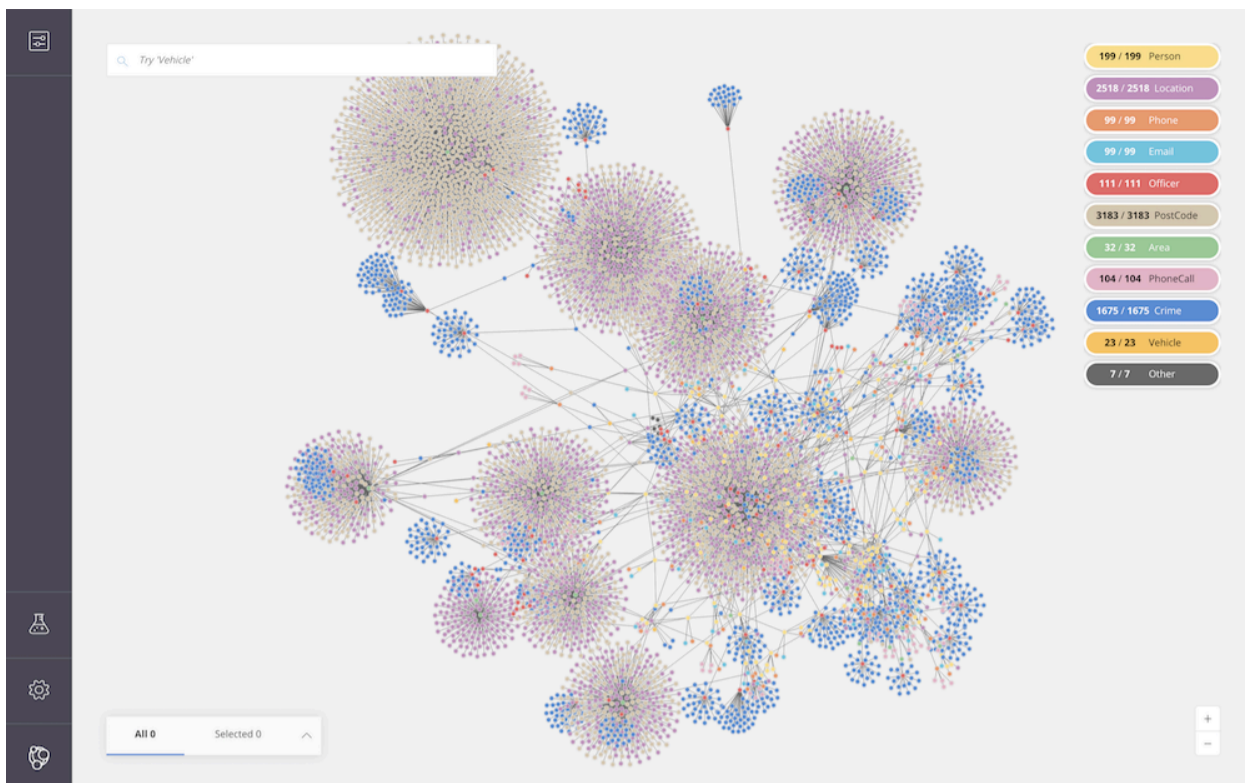 Try 'Vehicle'
199 / 199 Person
2518 / 2518 Location
99 / 99 Phone
99 / 99 Email
111 / 111 Officer
3183 / 3183 PostCode
32 / 32 Area
104 / 104 PhoneCall
1675 / 1675 Crime
23 / 23 Vehicle
7 / 7 Other
All 0 Selected 0
+
−